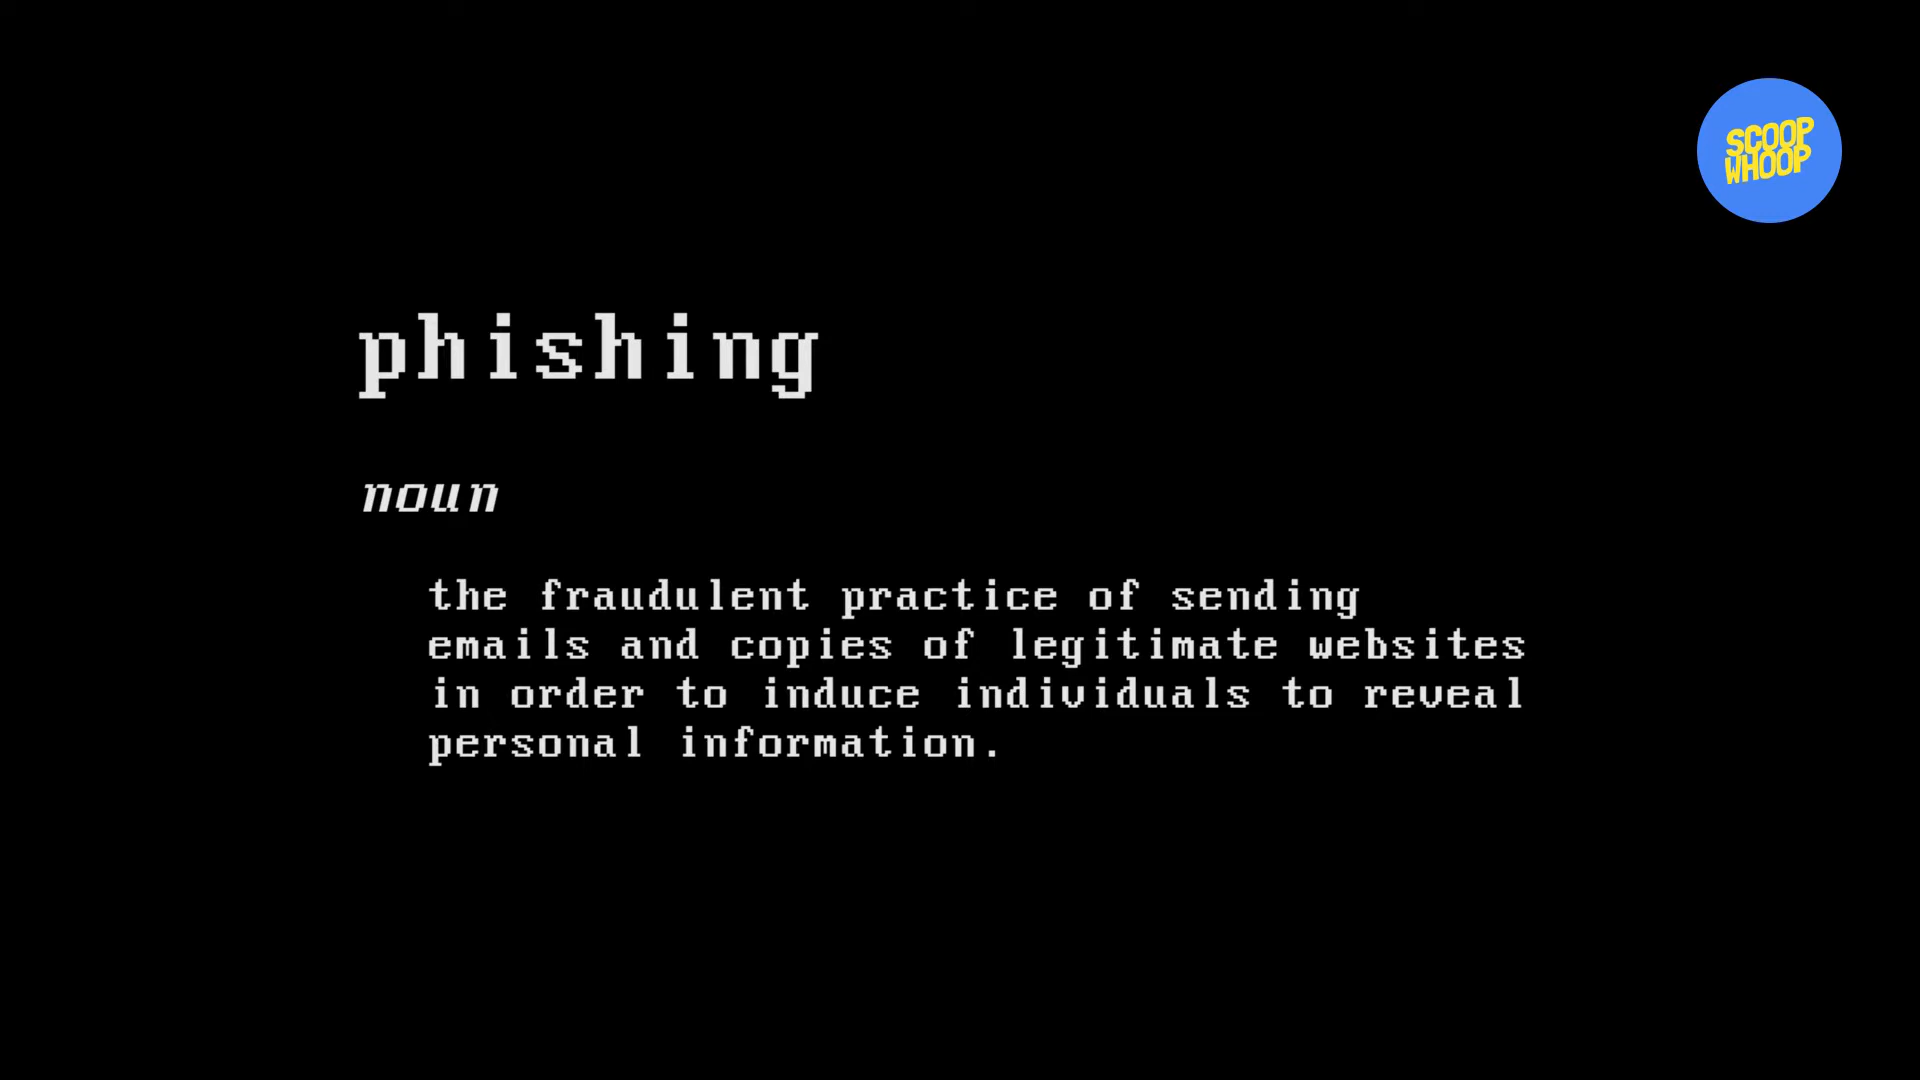 SCOOP
WHOOP
phishing
noun
the fraudulent practice of sending
emails and copies of legitimate websites
in order to induce individuals to reveal
personal information.